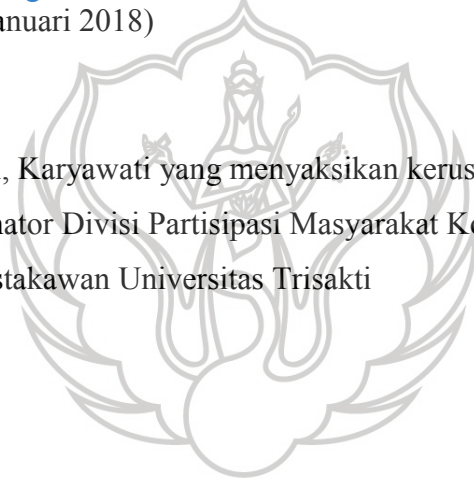 anuari 2018)
, Karyawati yang menyaksikan kerus
nator Divisi Partisipasi Masyarakat Ko
stakawan Universitas Trisakti